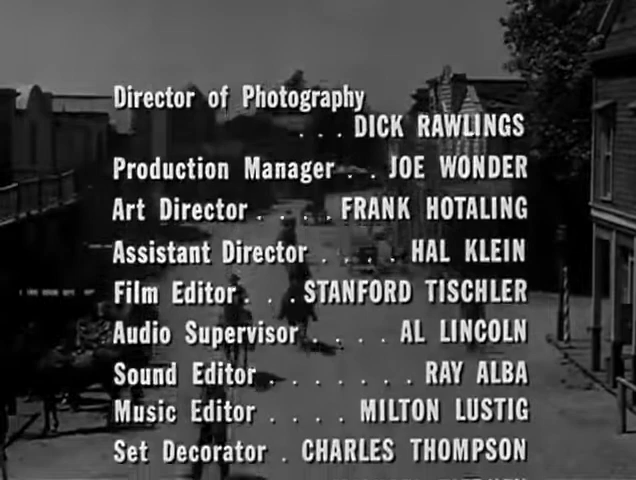 Director of Photography
. . . DICK RAWLINGS
Production Manager . . JOE WONDER
Art Director . . . . FRANK HOTALING
Assistant Director . . . . HAL KLEIN
Film Editor . . . STANFORD TISCHLER
Audio Supervisor . . . . AL LINCOLN
Sound Editor . . . . . . . RAY ALBA
Music Editor . . . . MILTON LUSTIG
Set Decorator . CHARLES THOMPSON